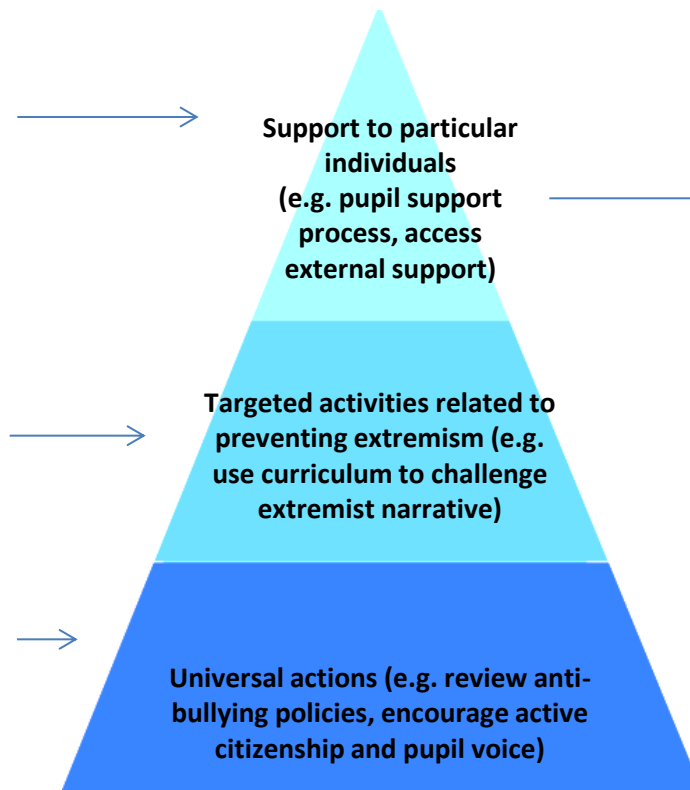 Support to particular
individuals
(e.g. pupil support
process, access
external support)
Targeted activities related to
preventing extremism (e.g.
use curriculum to challenge
extremist narrative)
Universal actions (e.g. review anti-
bullying policies, encourage active
citizenship and pupil voice)